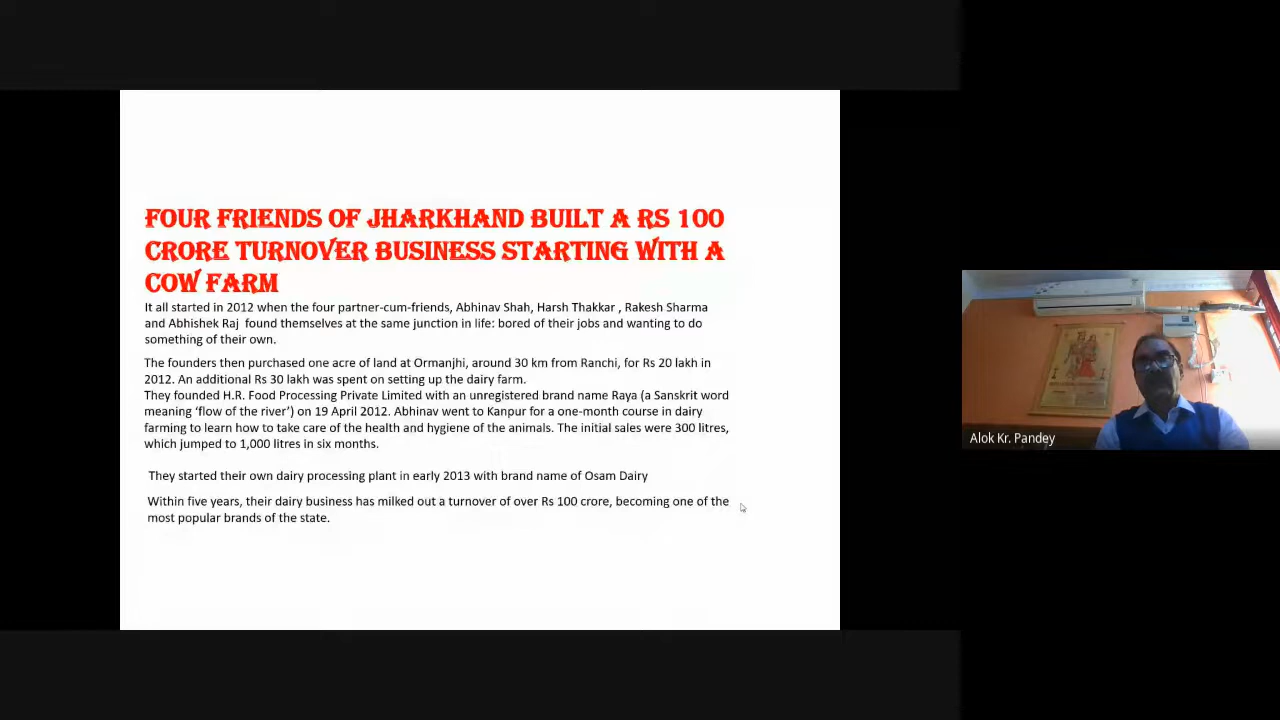 FOUR FRIENDS OF JHARKHAND BUILT A RS 100
CRORE TURNOVER BUSINESS STARTING WITH A
COW FARM
It all started in 2012 when the four partner-cum-friends, Abhinav Shah, Harsh Thakkar , Rakesh Sharma
and Abhishek Raj found themselves at the same junction in life: bored of their jobs and wanting to do
something of their own.
The founders then purchased one acre of land at Ormanjhi, around 30 km from Ranchi, for Rs 20 lakh in
2012. An additional Rs 30 lakh was spent on setting up the dairy farm.
They founded H.R. Food Processing Private Limited with an unregistered brand name Raya (a Sanskrit word
meaning ‘flow of the river’) on 19 April 2012. Abhinav went to Kanpur for a one-month course in dairy
farming to learn how to take care of the health and hygiene of the animals. The initial sales were 300 litres,
which jumped to 1,000 litres in six months.
They started their own dairy processing plant in early 2013 with brand name of Osam Dairy
Within five years, their dairy business has milked out a turnover of over Rs 100 crore, becoming one of the
most popular brands of the state.
Alok Kr. Pandey